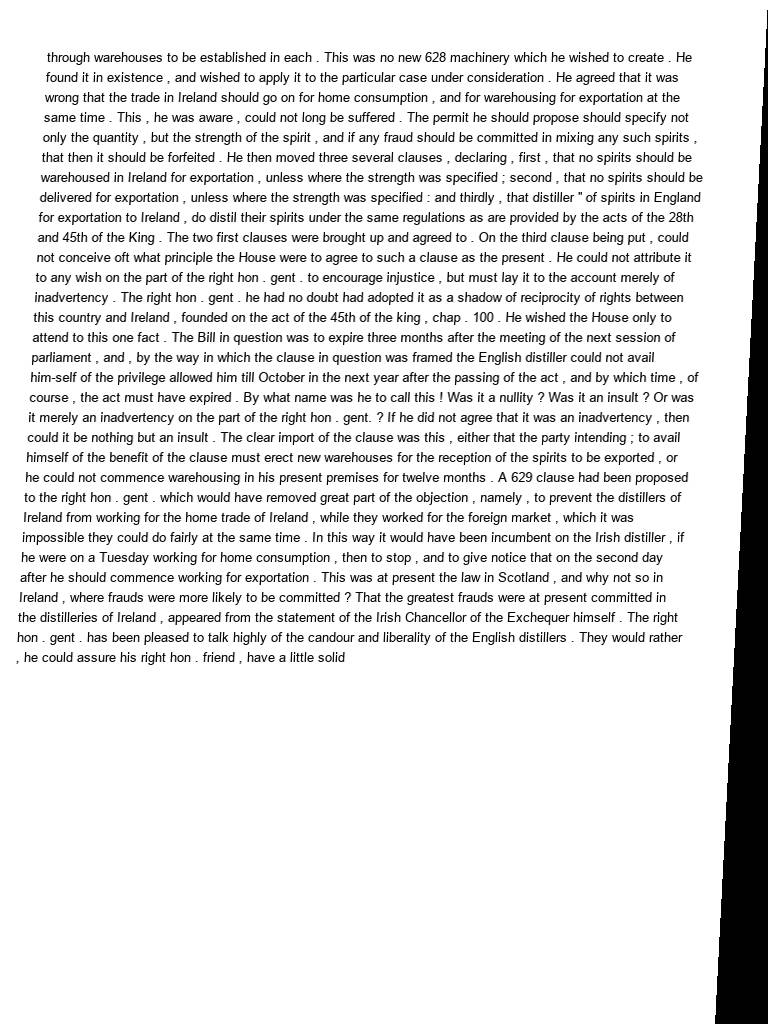 through warehouses to be established in each . This was no new 628 machinery which he wished to create . He
found it in existence , and wished to apply it to the particular case under consideration . He agreed that it was
wrong that the trade in Ireland should go on for home consumption , and for warehousing for exportation at the
same time . This , he was aware , could not long be suffered . The permit he should propose should specify not
only the quantity , but the strength of the spirit , and if any fraud should be committed in mixing any such spirits ,
that then it should be forfeited . He then moved three several clauses , declaring , first , that no spirits should be
warehoused in Ireland for exportation , unless where the strength was specified ; second , that no spirits should be
delivered for exportation , unless where the strength was specified : and thirdly , that distiller " of spirits in England
for exportation to Ireland , do distil their spirits under the same regulations as are provided by the acts of the 28th
and 45th of the King . The two first clauses were brought up and agreed to . On the third clause being put , could
not conceive oft what principle the House were to agree to such a clause as the present . He could not attribute it
to any wish on the part of the right hon . gent . to encourage injustice , but must lay it to the account merely of
inadvertency . The right hon . gent . he had no doubt had adopted it as a shadow of reciprocity of rights between
this country and Ireland , founded on the act of the 45th of the king , chap . 100 . He wished the House only to
attend to this one fact . The Bill in question was to expire three months after the meeting of the next session of
parliament , and , by the way in which the clause in question was framed the English distiller could not avail
him-self of the privilege allowed him till October in the next year after the passing of the act , and by which time , of
course , the act must have expired . By what name was he to call this ! Was it a nullity ? Was it an insult ? Or was
it merely an inadvertency on the part of the right hon . gent. ? If he did not agree that it was an inadvertency , then
could it be nothing but an insult . The clear import of the clause was this , either that the party intending ; to avail
himself of the benefit of the clause must erect new warehouses for the reception of the spirits to be exported , or
he could not commence warehousing in his present premises for twelve months . A 629 clause had been proposed
to the right hon . gent . which would have removed great part of the objection , namely , to prevent the distillers of
Ireland from working for the home trade of Ireland , while they worked for the foreign market , which it was
impossible they could do fairly at the same time . In this way it would have been incumbent on the Irish distiller , if
he were on a Tuesday working for home consumption , then to stop , and to give notice that on the second day
after he should commence working for exportation . This was at present the law in Scotland , and why not so in
Ireland , where frauds were more likely to be committed ? That the greatest frauds were at present committed in
the distilleries of Ireland , appeared from the statement of the Irish Chancellor of the Exchequer himself . The right
hon . gent . has been pleased to talk highly of the candour and liberality of the English distillers . They would rather
, he could assure his right hon . friend , have a little solid